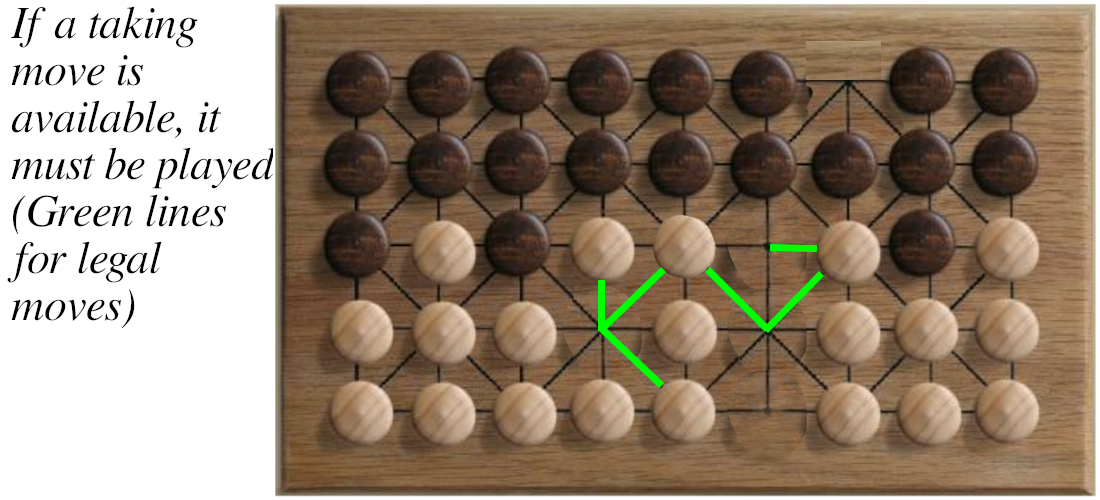 If a taking
move is
available, it
must be played
(Green lines
for legal
moves)